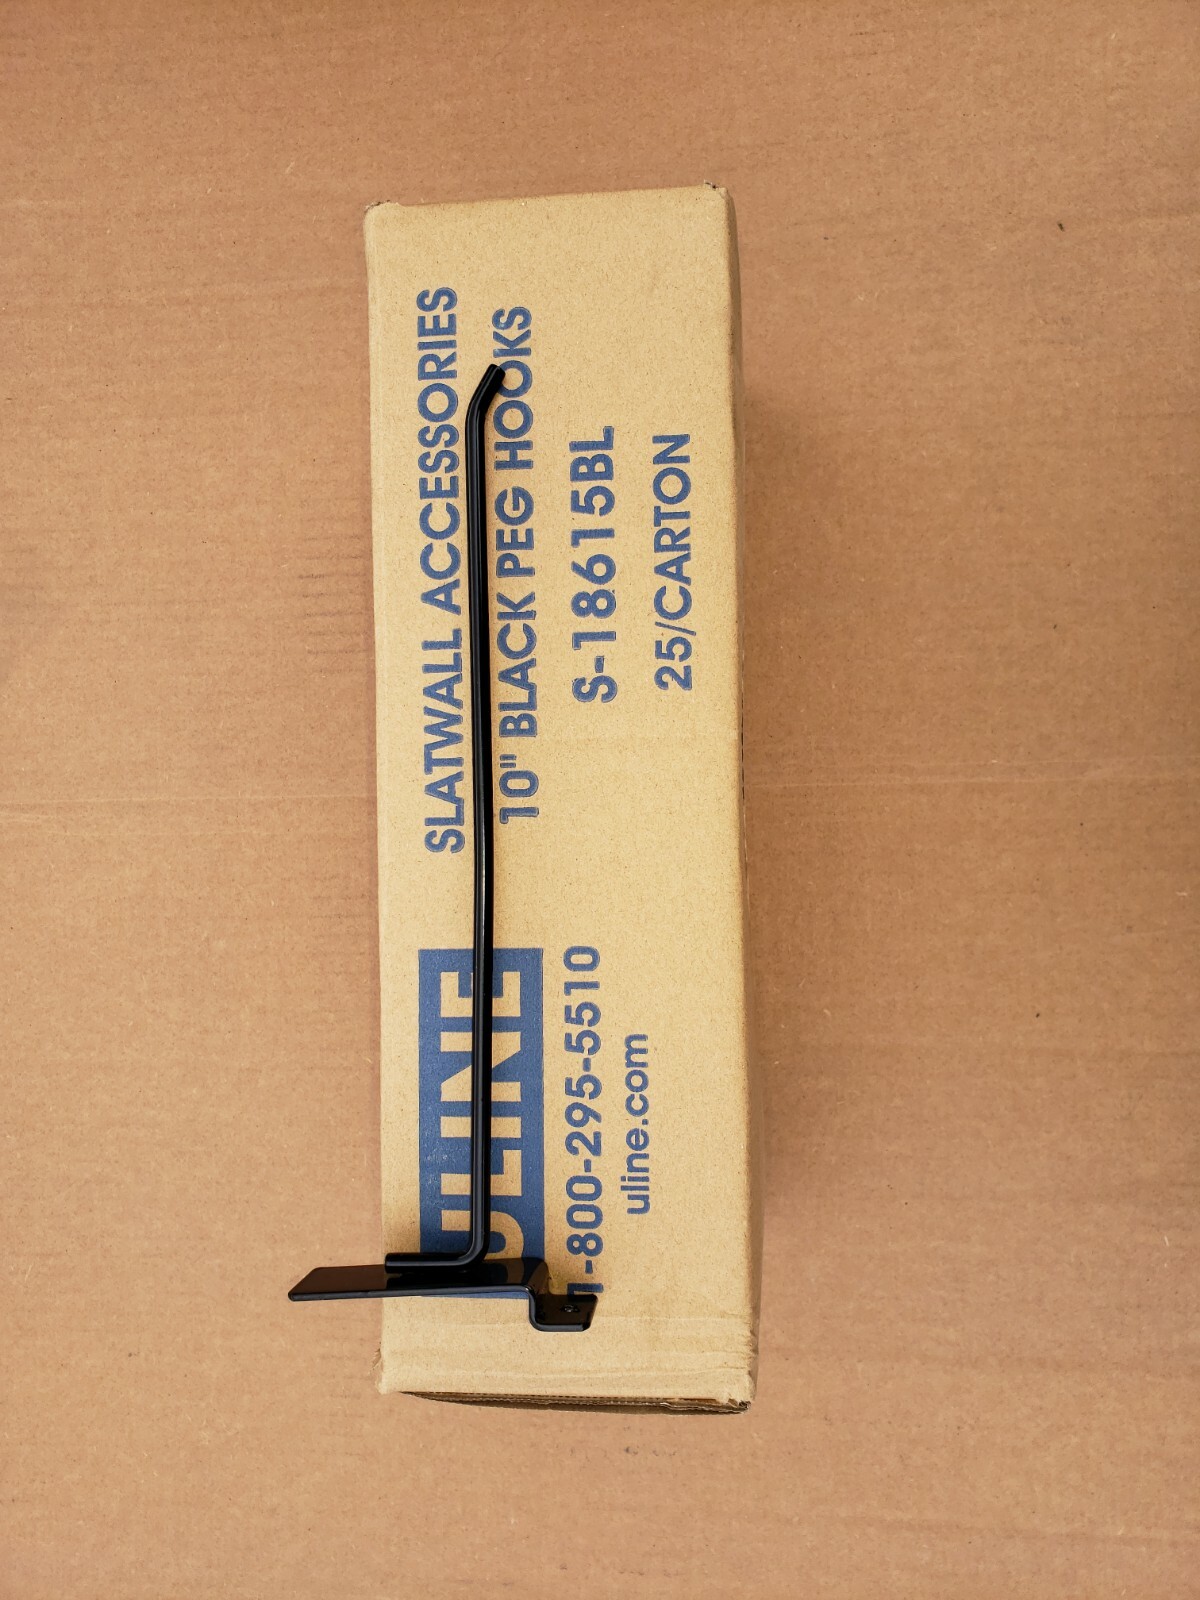 ULINE
1-800-295-5510
uline.com
SLATWALL ACCESSORIES
10" BLACK PEG HOOKS
S-18615BL
25/CARTON